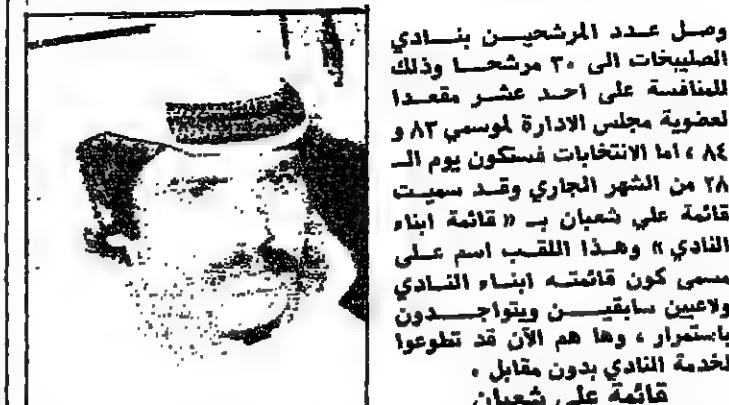 وصل عدد المرشحين بنادي
الصليبخات الى ٣٠ مرشحا وذلك
للمنافسة على احد عشر مقعدا
لعضوية مجلس الادارة لموسمي ٨٣ و
٨٤ ، اما الانتخابات فستكون يوم الـ
٢٨ من الشهر الجاري وقد سميت
قائمة علي شعبان بـ « قائمة ابناء
النادي » وهذا اللقب اسم على
مسمى كون قائمته ابناء النادي
ولاعبين سابقين ويتواجدون
باستمرار ، وها هم الآن قد تطوعوا
لخدمة النادي بدون مقابل .
قائمة علي شعبان